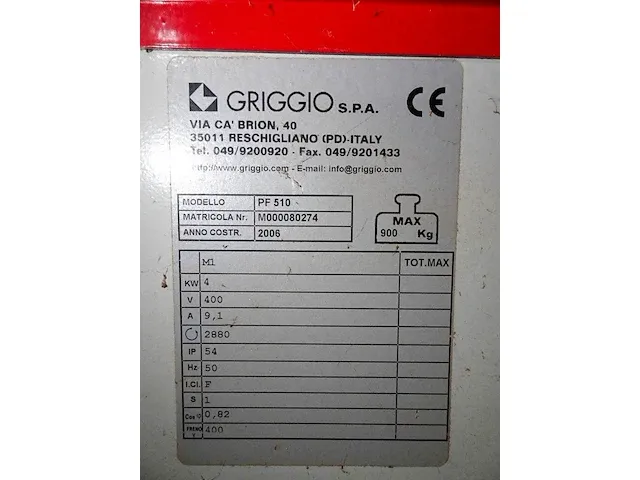 GRIGGIO S.P.A.
CE
VIA CA' BRION, 40
35011 RESCHIGLIANO (PD)-ITALY
Tel. 049/9200920 - Fax. 049/9201433
http://www.griggio.com - E-mail: info@griggio.com
MODELLO PF 510
MATRICOLA Nr. M000080274
ANNO COSTR. 2006
MAX
900 Kg
M1 TOT.MAX
KW 4
V 400
A 9,1
2880
IP 54
Hz 50
I.Cl. F
S 1
Cos φ 0,82
FRENO 1 400